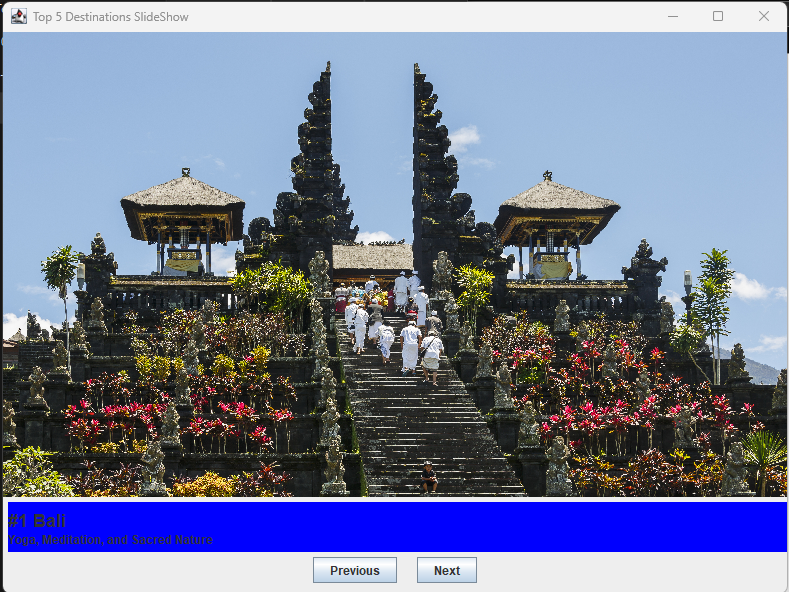 Top 5 Destinations SlideShow
#1 Bali
Yoga, Meditation, and Sacred Nature
Previous
Next